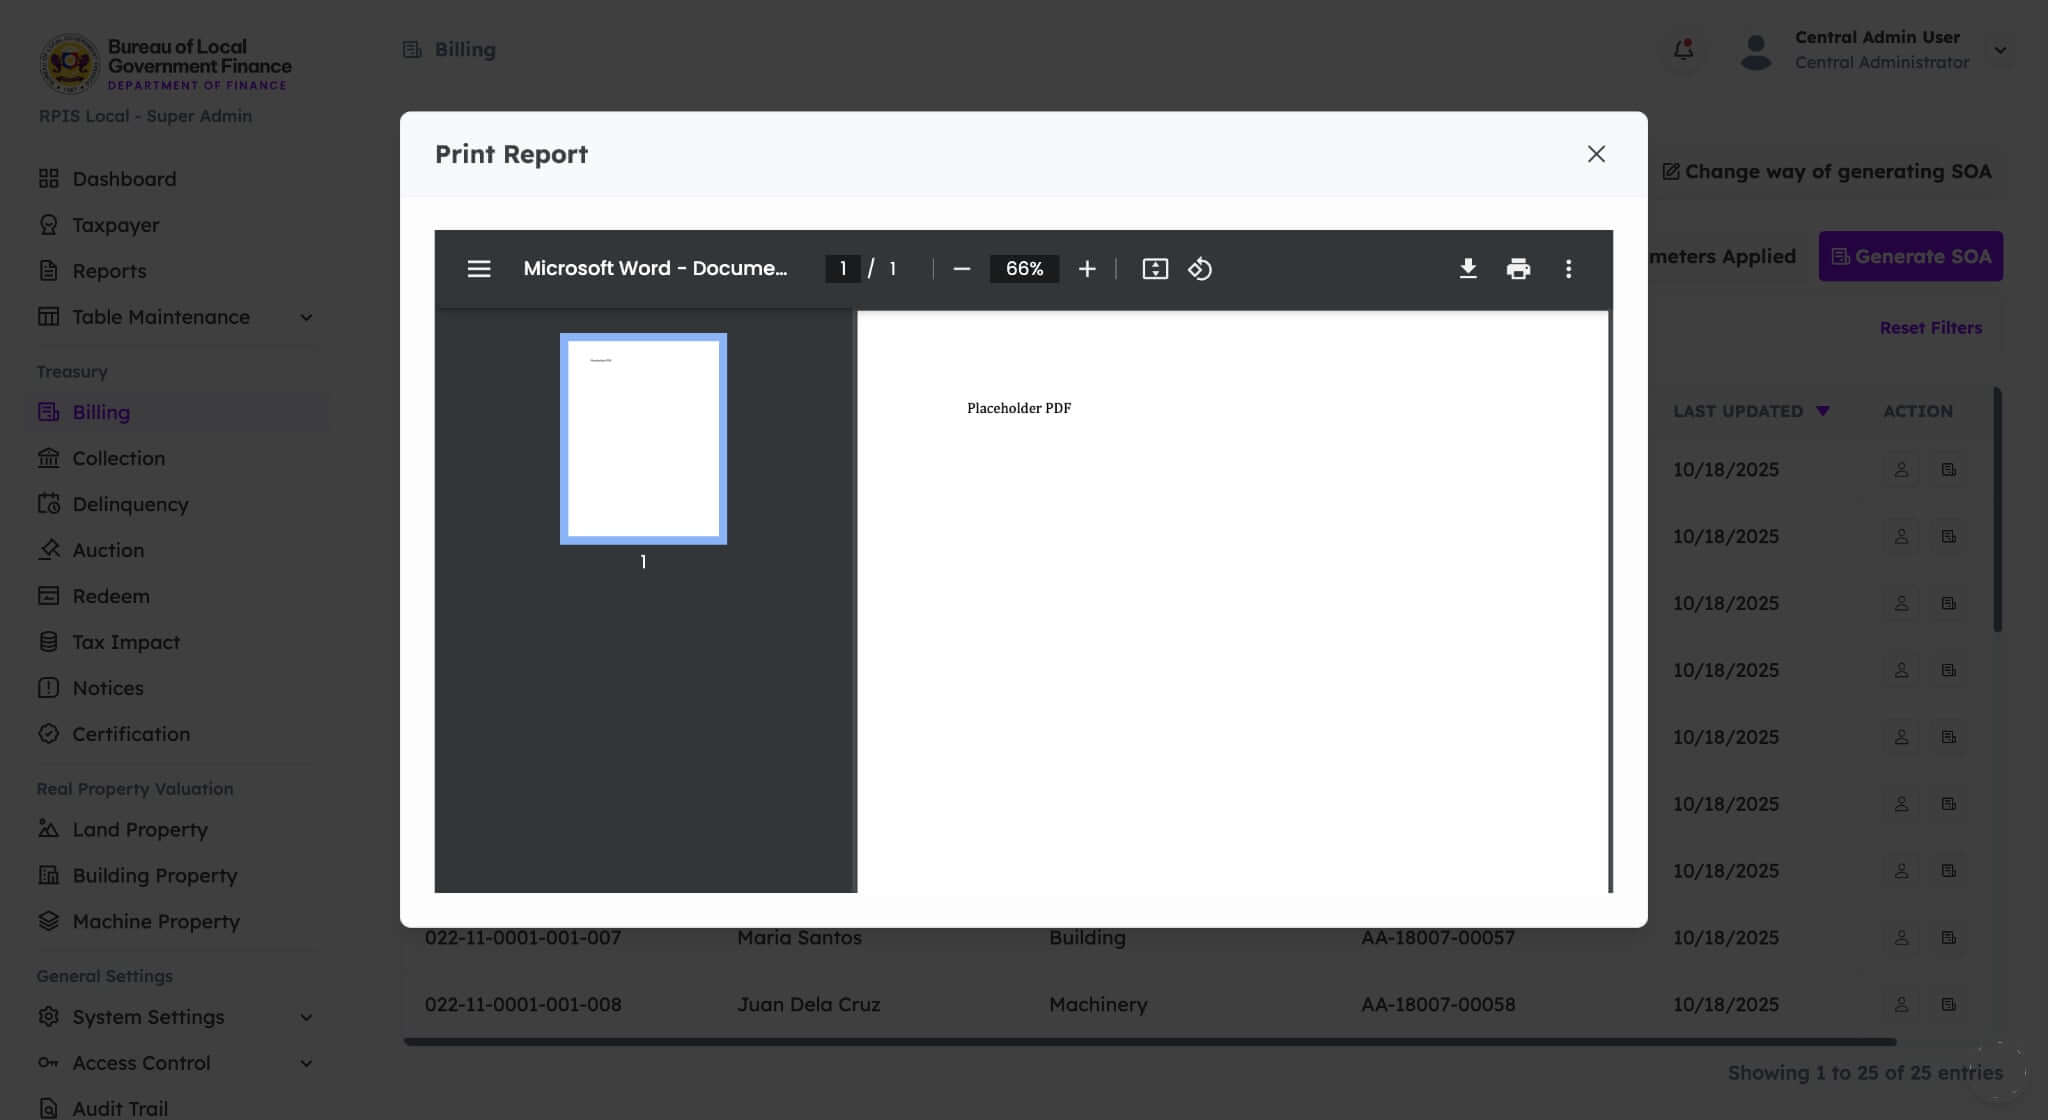 Bureau of Local
Government Finance
DEPARTMENT OF FINANCE
RPIS Local - Super Admin
Dashboard
Taxpayer
Reports
Table Maintenance
Treasury
Billing
Collection
Delinquency
Auction
Redeem
Tax Impact
Notices
Certification
Real Property Valuation
Land Property
Building Property
Machine Property
General Settings
System Settings
Access Control
Audit Trail
Billing
Central Admin User
Central Administrator
Change way of generating SOA
meters Applied
Generate SOA
Reset Filters
Print Report
Microsoft Word - Docume...
1 / 1
66%
1
Placeholder PDF
LAST UPDATED ACTION
10/18/2025
10/18/2025
10/18/2025
10/18/2025
10/18/2025
10/18/2025
10/18/2025
022-11-0001-001-007 Maria Santos Building AA-18007-00057 10/18/2025
022-11-0001-001-008 Juan Dela Cruz Machinery AA-18007-00058 10/18/2025
Showing 1 to 25 of 25 entries